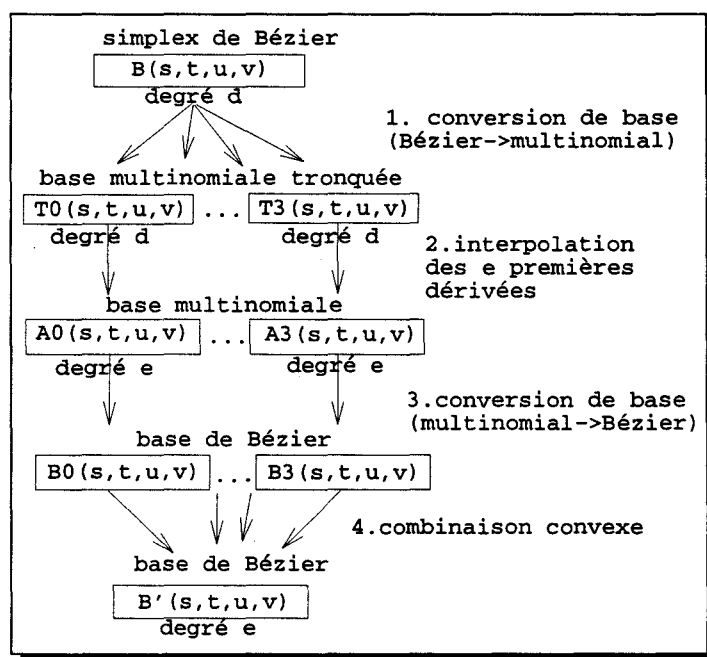 simplex de Bézier
B(s,t,u,v)
degré d
1. conversion de base
(Bézier->multinomial)
base multinomiale tronquée
T0(s,t,u,v) ... T3(s,t,u,v)
degré d degré d
2.interpolation
des e premières
dérivées
base multinomiale
A0(s,t,u,v) ... A3(s,t,u,v)
degré e degré e
3.conversion de base
(multinomial->Bézier)
base de Bézier
B0(s,t,u,v) ... B3(s,t,u,v)
4.combinaison convexe
base de Bézier
B'(s,t,u,v)
degré e